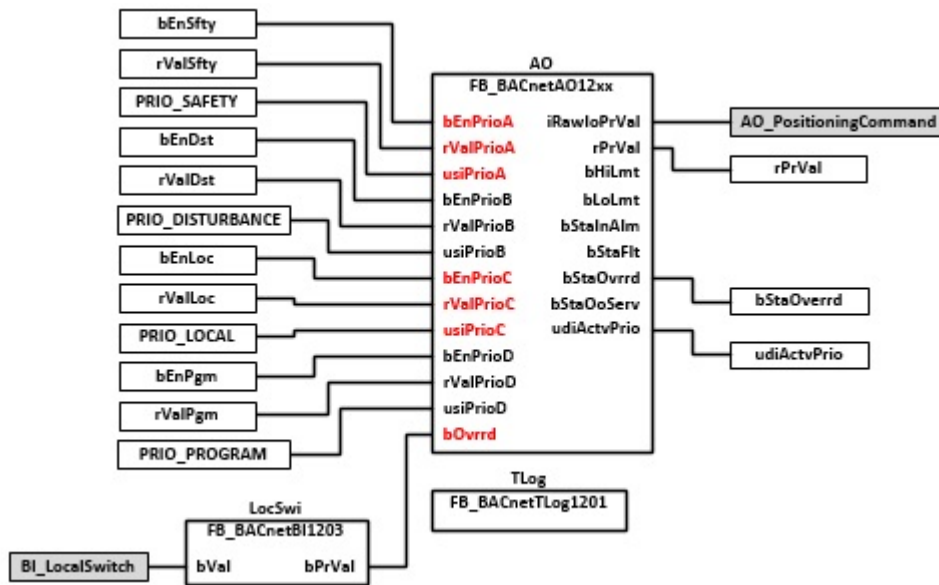 bEnSfty
rValSfty
PRIO_SAFETY
bEnDst
rValDst
PRIO_DISTURBANCE
bEnLoc
rValLoc
PRIO_LOCAL
bEnPgm
rValPgm
PRIO_PROGRAM
AO
FB_BACnetAO12xx
bEnPrioA iRawIoPrVal
rValPrioA rPrVal
usiPrioA bHiLmt
bEnPrioB bLoLmt
rValPrioB bStaInAlm
usiPrioB bStaFlt
bEnPrioC bStaOvrrd
rValPrioC bStaOoServ
usiPrioC udiActvPrio
bEnPrioD
rValPrioD
usiPrioD
bOvrrd
AO_PositioningCommand
rPrVal
bStaOverrd
udiActvPrio
TLog
FB_BACnetTLog1201
LocSwi
FB_BACnetBI1203
BI_LocalSwitch
bVal bPrVal